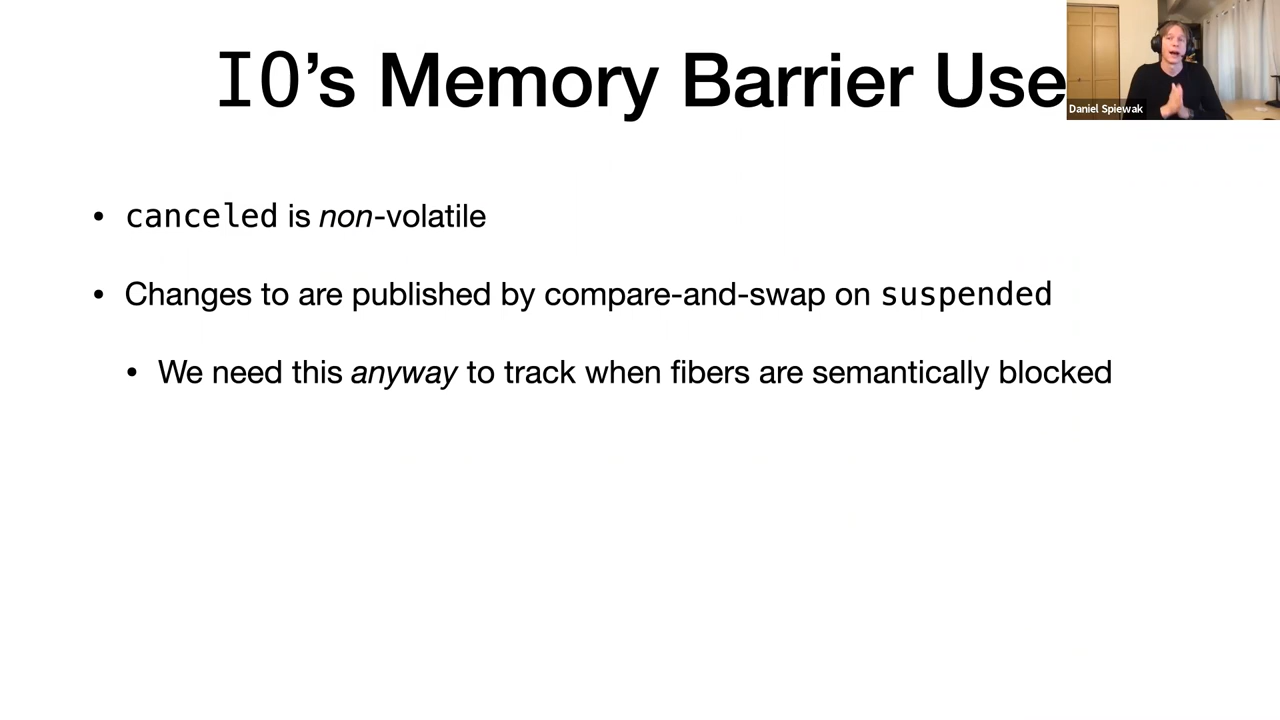 IO’s Memory Barrier Use
Daniel Spiewak
• canceled is non-volatile
• Changes to are published by compare-and-swap on suspended
• We need this anyway to track when fibers are semantically blocked